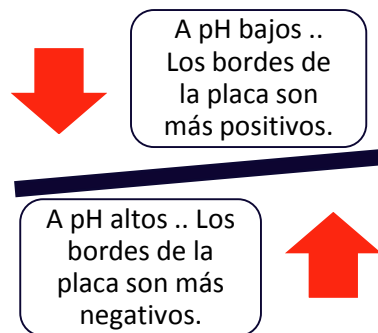 A pH bajos ..
Los bordes de
la placa son
más positivos.
A pH altos .. Los
bordes de la
placa son más
negativos.